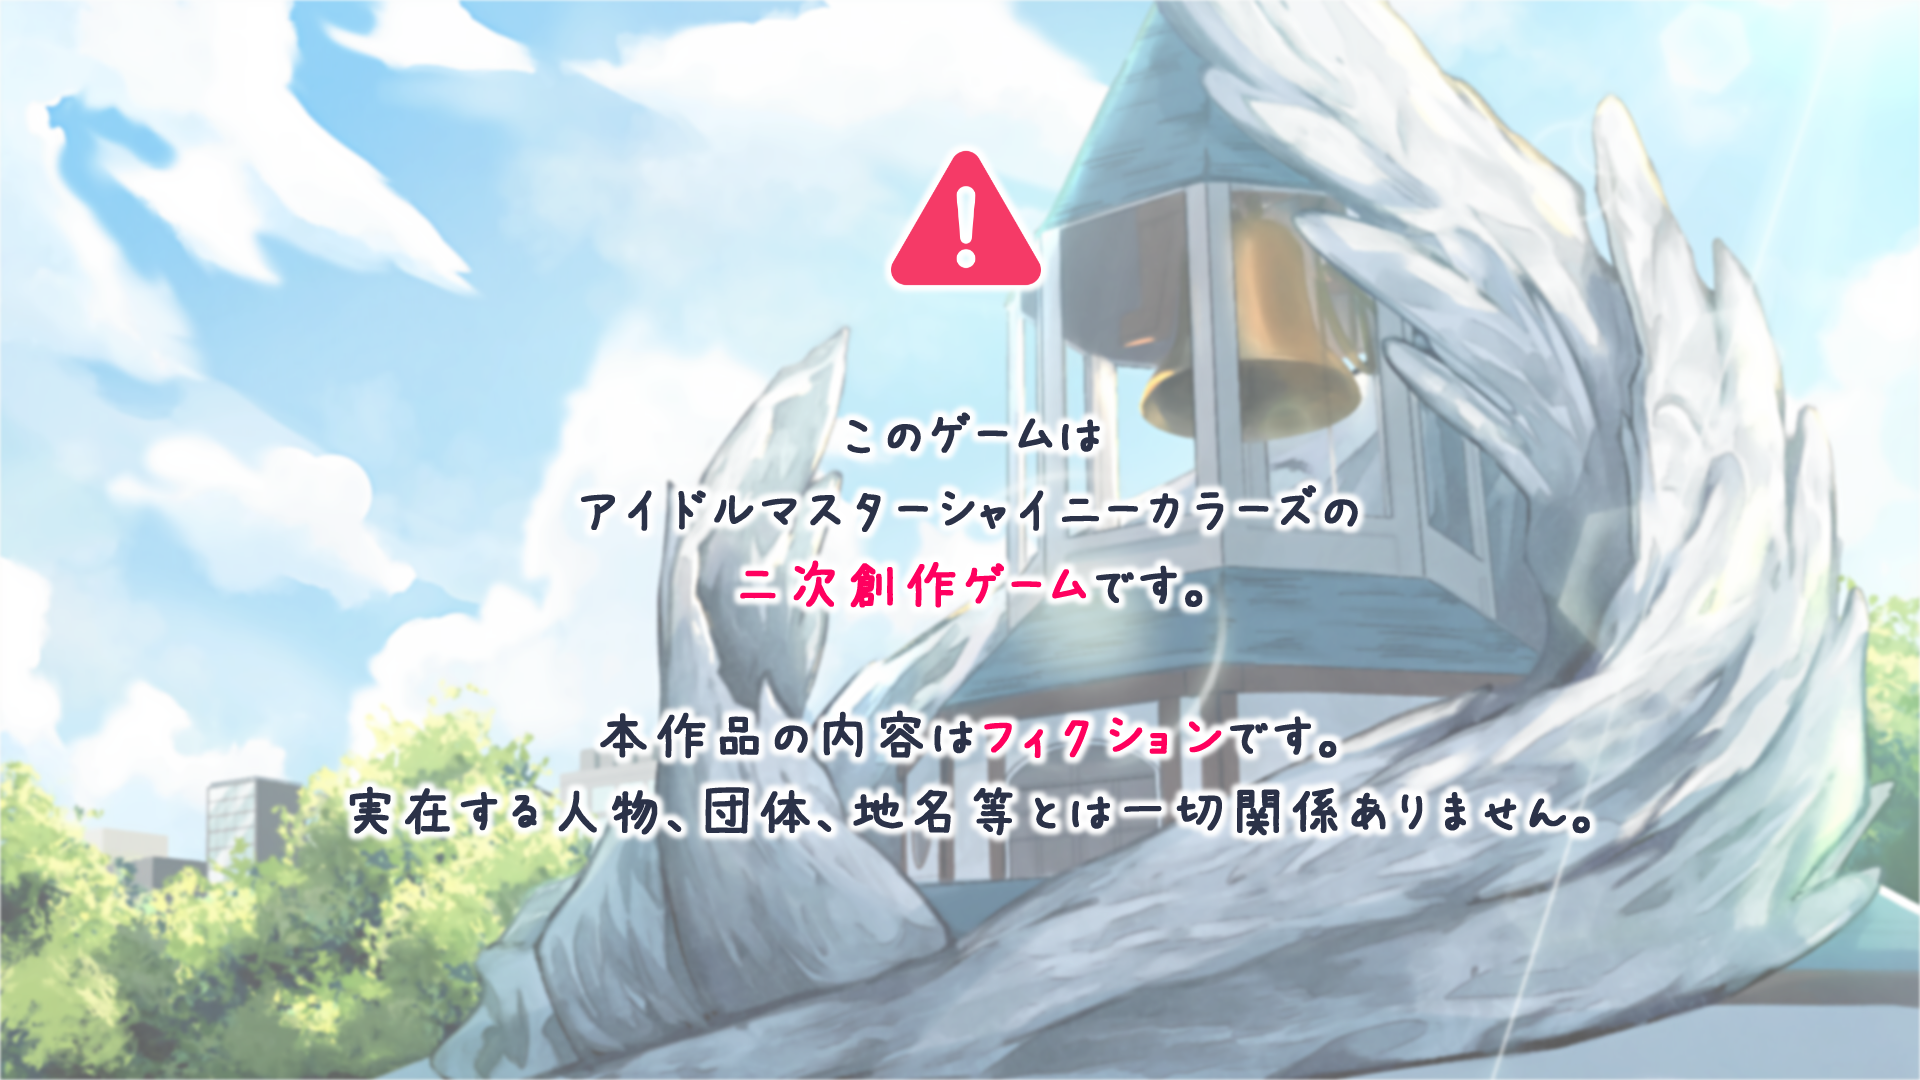 このゲームは
アイドルマスターシャイニーカラーズの
二次創作ゲームです。
本作品の内容はフィクションです。
実在する人物、団体、地名等とは一切関係ありません。